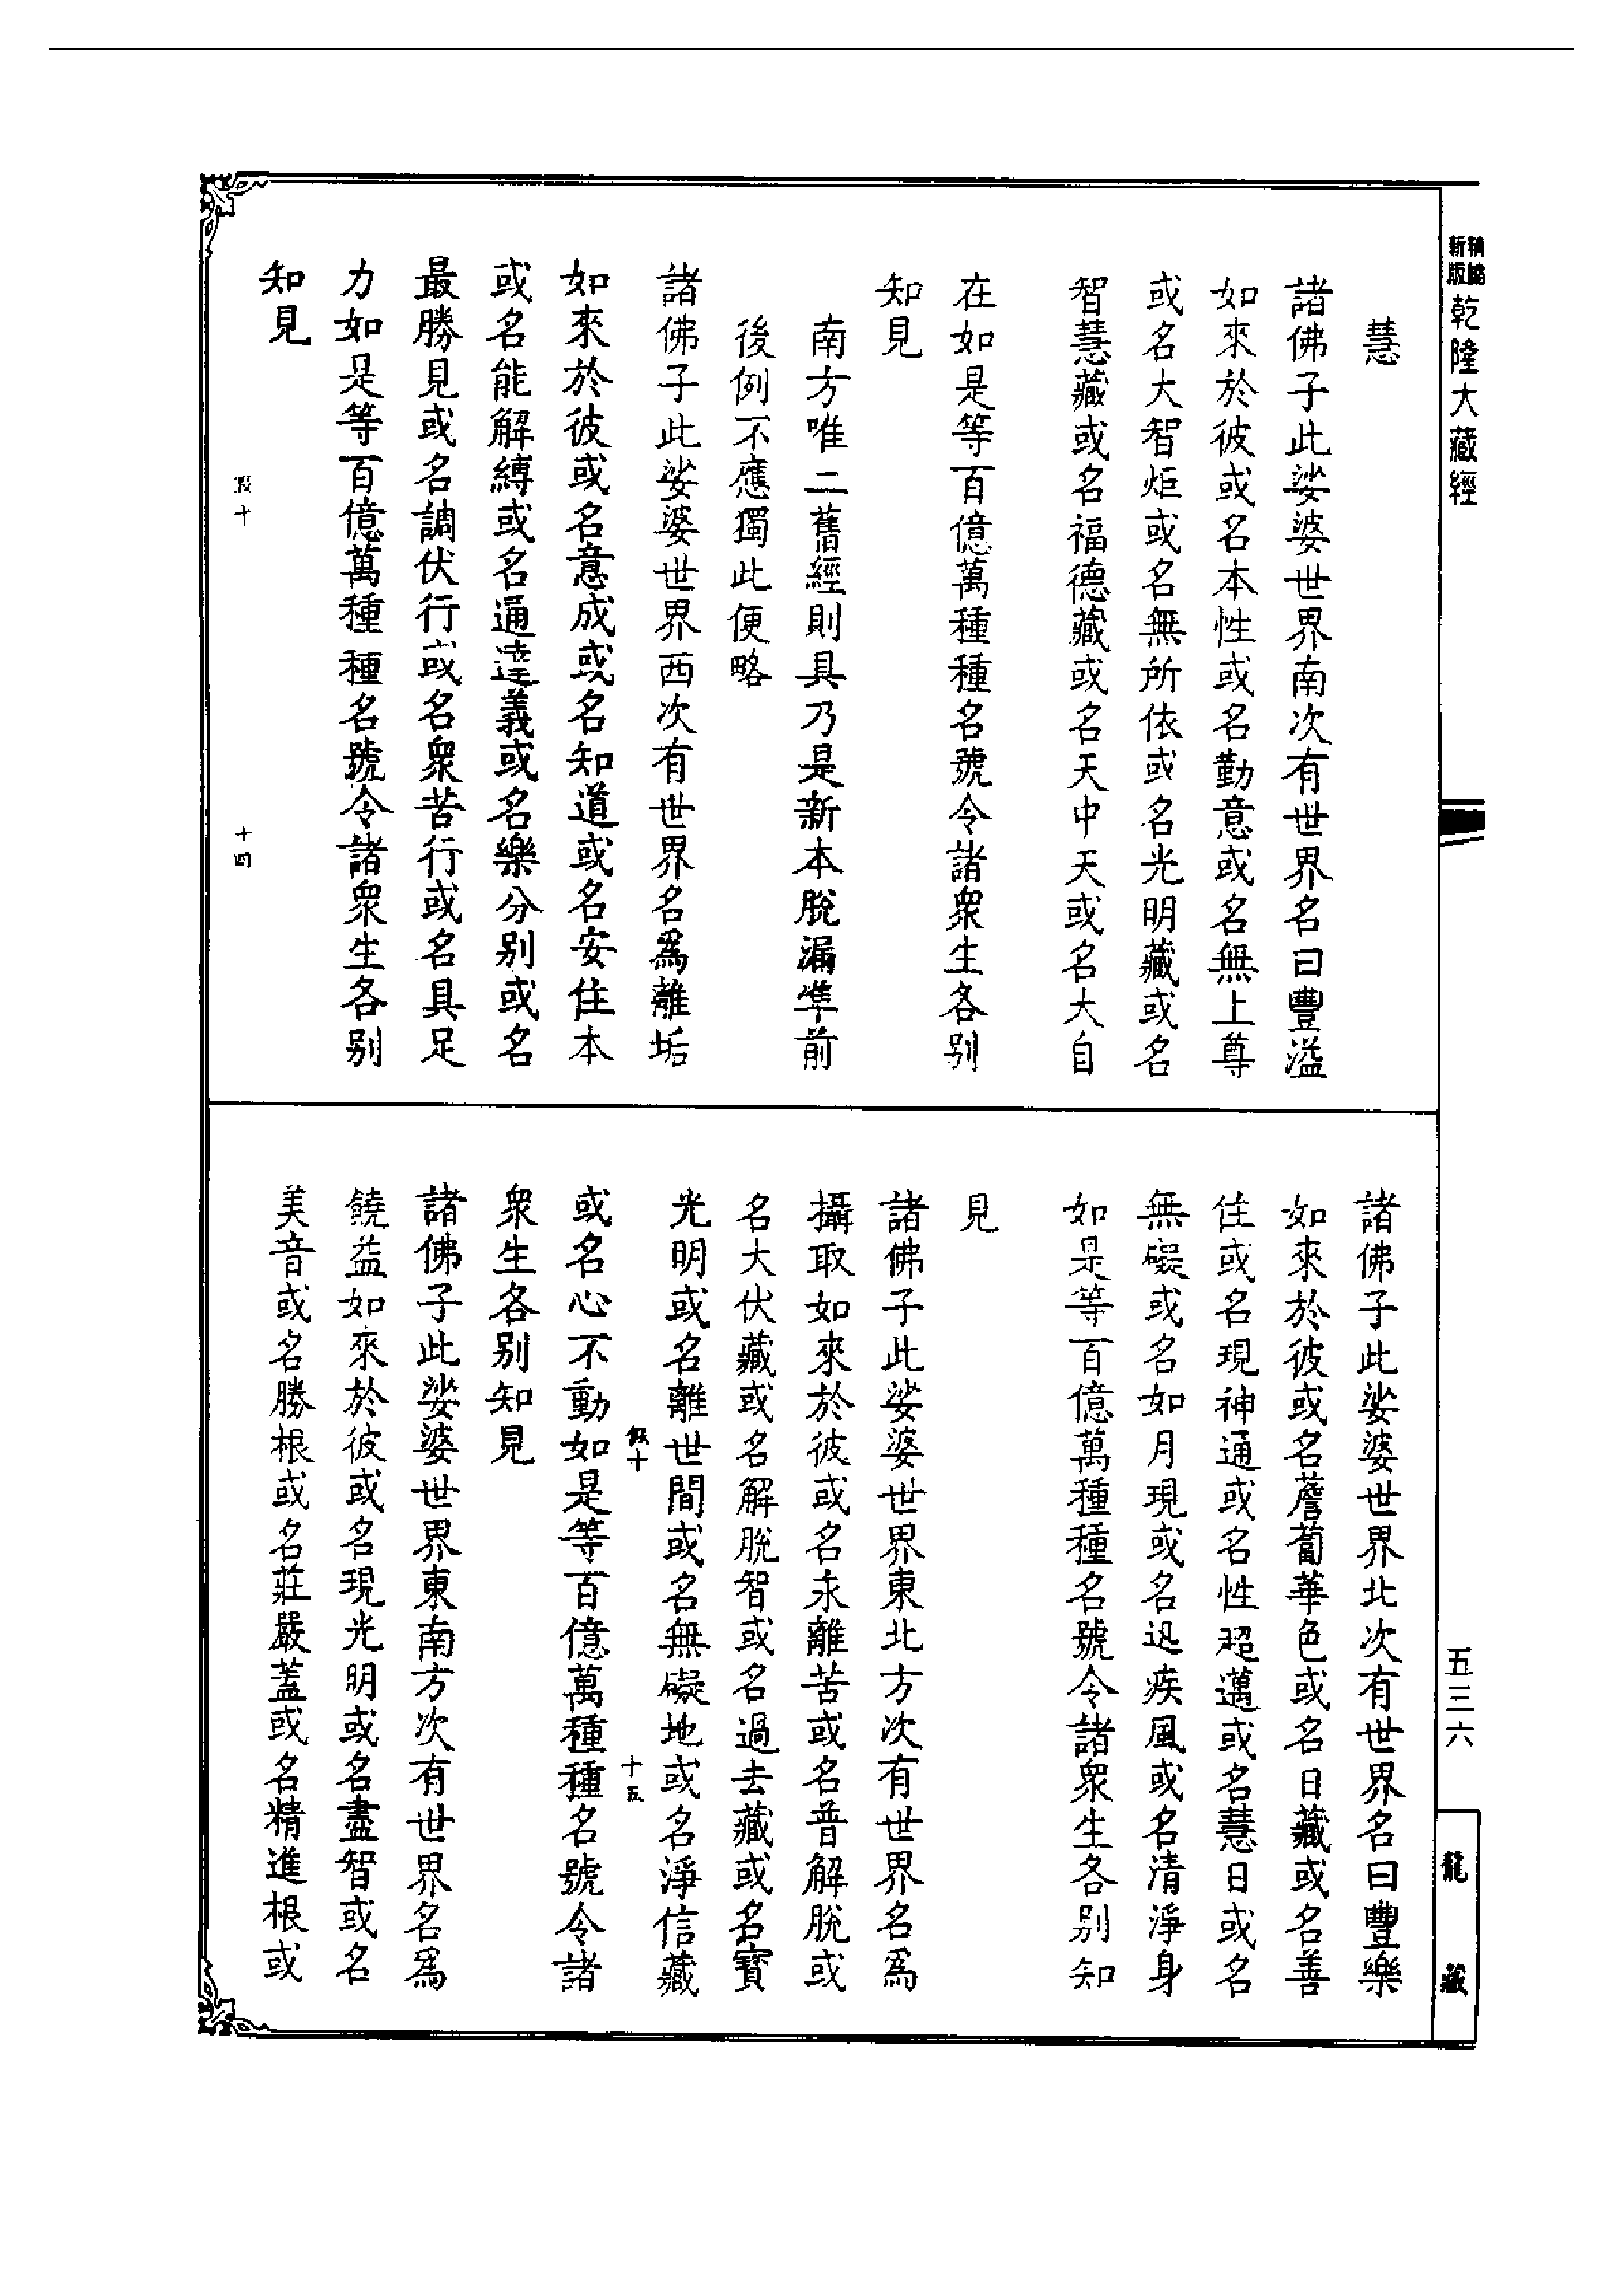 新編縮版乾隆大藏經
慧
諸佛子此娑婆世界南次有世界名曰豐溢
如來於彼或名本性或名勤意或名無上尊
或名大智炬或名無所依或名光明藏或名
智慧藏或名福德藏或名天中天或名大自
在如是等百億萬種種名號令諸衆生各别
知見
南方唯二舊經則具乃是新本脫漏準前
後例不應獨此便略
諸佛子此娑婆世界西次有世界名爲離垢
如來於彼或名意成或名知道或名安住本
或名能解縛或名通達義或名樂分别或名
最勝見或名調伏行或名衆苦行或名具足
力如是等百億萬種種名號令諸衆生各别
知見
十
十四
諸佛子此娑婆世界北次有世界名曰豐樂
如來於彼或名薝蔔華色或名日藏或名善
住或名現神通或名性超邁或名慧日或名
無礙或名如月現或名迅疾風或名清淨身
如是等百億萬種種名號令諸衆生各别知
見
諸佛子此娑婆世界東北方次有世界名爲
攝取如來於彼或名永離苦或名普解脫或
名大伏藏或名解脫智或名過去藏或名寶
光明或名離世間或名無礙地或名淨信藏
十
十五
或名心不動如是等百億萬種種名號令諸
衆生各别知見
諸佛子此娑婆世界東南方次有世界名爲
饒益如來於彼或名現光明或名盡智或名
美音或名勝根或名莊嚴蓋或名精進根或
五三六
龍藏